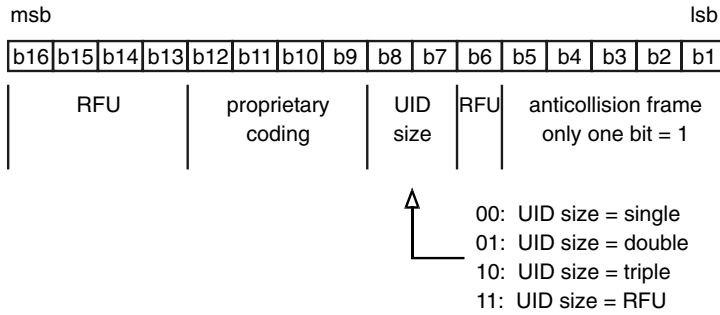 msb lsb
b16 b15 b14 b13 b12 b11 b10 b9 b8 b7 b6 b5 b4 b3 b2 b1
RFU proprietary UID RFU anticollision frame
coding size only one bit = 1
00: UID size = single
01: UID size = double
10: UID size = triple
11: UID size = RFU